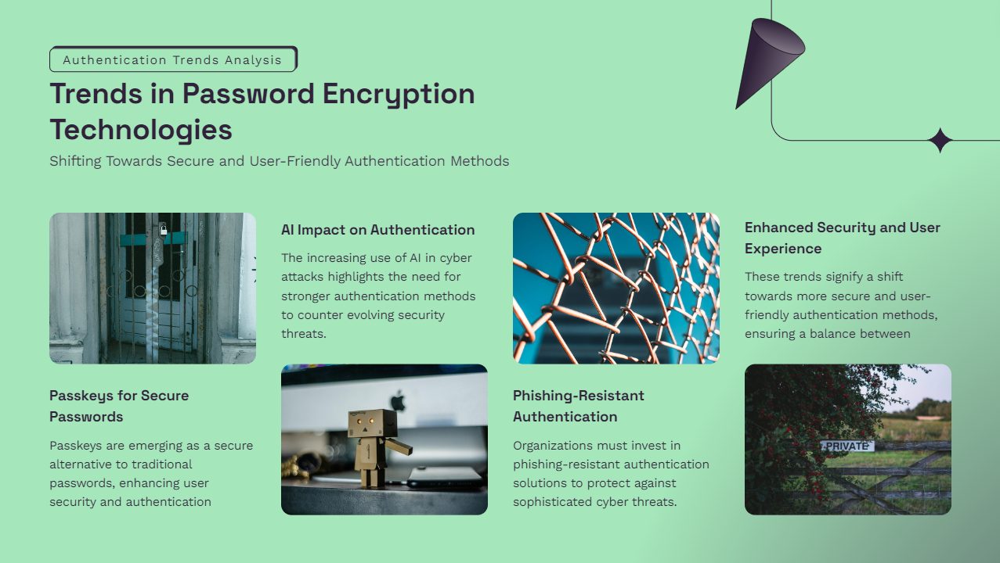 Authentication Trends Analysis
Trends in Password Encryption
Technologies
Shifting Towards Secure and User-Friendly Authentication Methods
AI Impact on Authentication
The increasing use of AI in cyber
attacks highlights the need for
stronger authentication methods
to counter evolving security
threats.
Enhanced Security and User
Experience
These trends signify a shift
towards more secure and user-
friendly authentication methods,
ensuring a balance between
Passkeys for Secure
Passwords
Passkeys are emerging as a secure
alternative to traditional
passwords, enhancing user
security and authentication
Phishing-Resistant
Authentication
Organizations must invest in
phishing-resistant authentication
solutions to protect against
sophisticated cyber threats.
PRIVATE